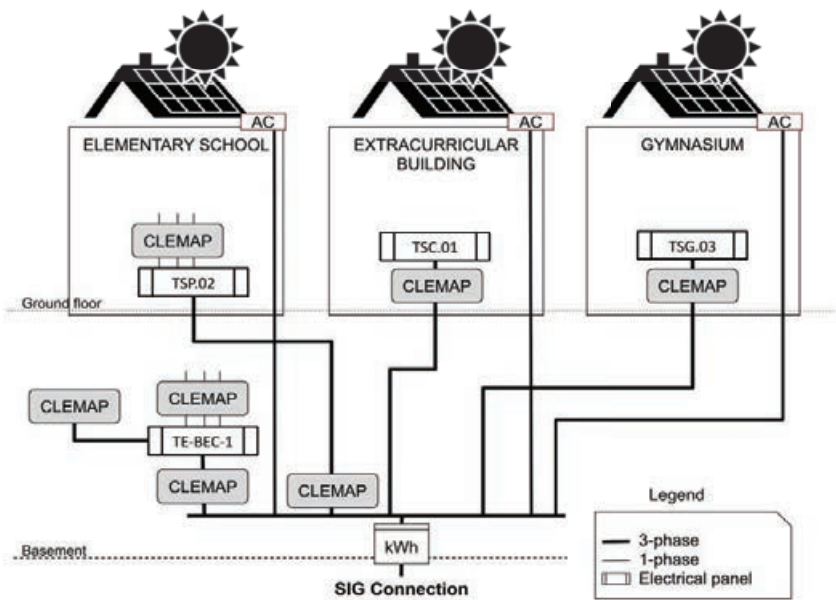 AC
AC
AC
ELEMENTARY SCHOOL
EXTRACURRICULAR
BUILDING
GYMNASIUM
CLEMAP
TSP.02
TSC.01
CLEMAP
TSG.03
CLEMAP
Ground floor
CLEMAP
CLEMAP
TE-BEC-1
CLEMAP
CLEMAP
kWh
Basement
SIG Connection
Legend
3-phase
1-phase
Electrical panel